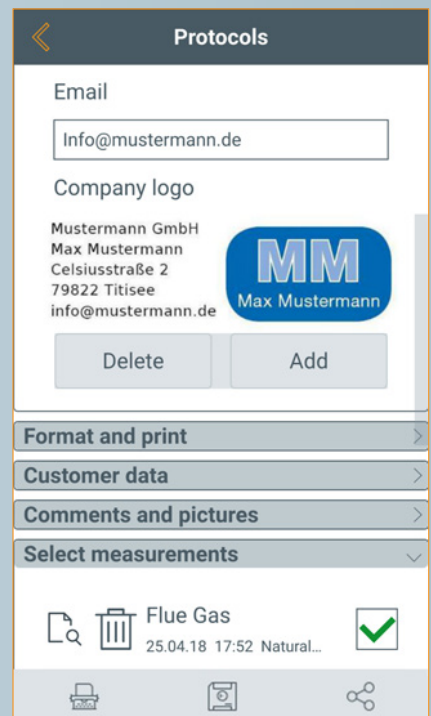 Protocols
Email
Info@mustermann.de
Company logo
Mustermann GmbH
Max Mustermann
Celsiusstraße 2
79822 Titisee
info@mustermann.de
MM
Max Mustermann
Delete
Add
Format and print
Customer data
Comments and pictures
Select measurements
Flue Gas
25.04.18 17:52 Natural...